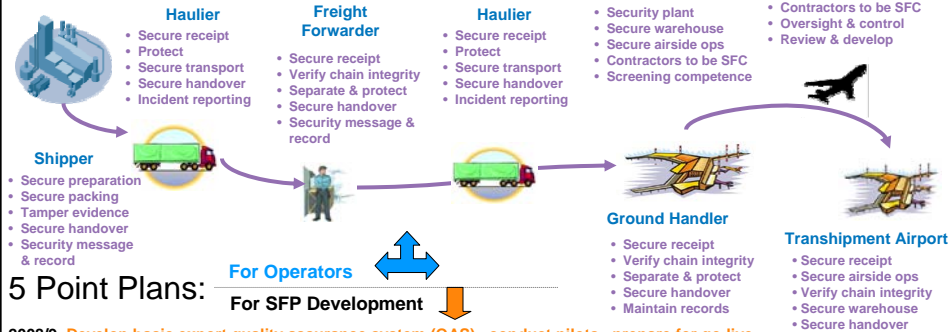 Haulier
• Secure receipt
• Protect
• Secure transport
• Secure handover
• Incident reporting
Freight
Forwarder
• Secure receipt
• Verify chain integrity
• Separate & protect
• Secure handover
• Security message &
record
Haulier
• Secure receipt
• Protect
• Secure transport
• Secure handover
• Incident reporting
• Security plant
• Secure warehouse
• Secure airside ops
• Contractors to be SFC
• Screening competence
• Contractors to be SFC
• Oversight & control
• Review & develop
Shipper
• Secure preparation
• Secure packing
• Tamper evidence
• Secure handover
• Security message
& record
Ground Handler
• Secure receipt
• Verify chain integrity
• Separate & protect
• Secure handover
• Maintain records
Transhipment Airport
• Secure receipt
• Secure airside ops
• Verify chain integrity
• Secure warehouse
• Secure handover
5 Point Plans:
For Operators
For SFP Development